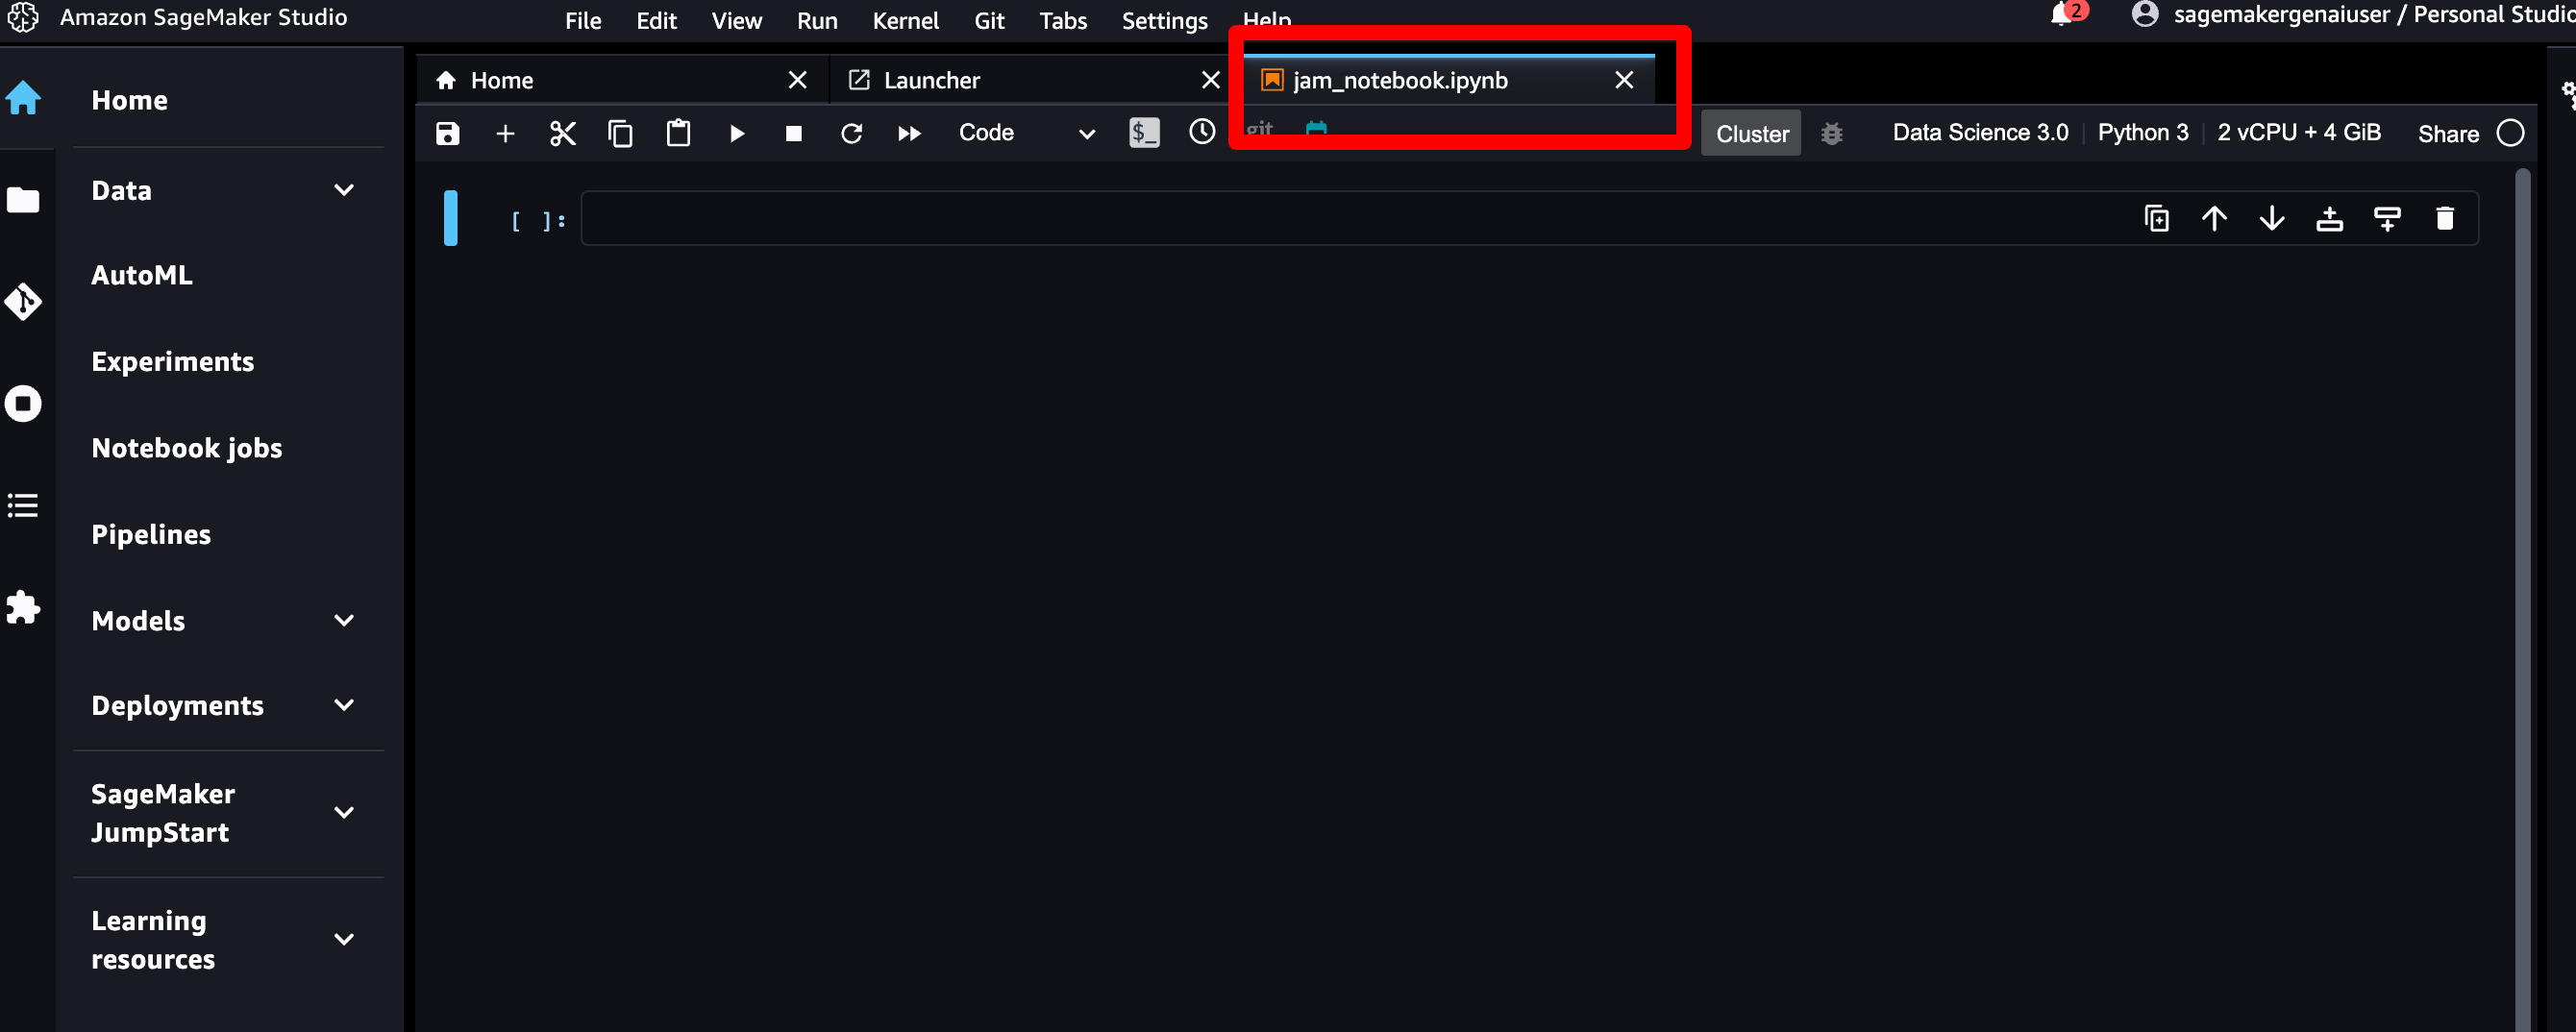 Amazon SageMaker Studio File Edit View Run Kernel Git Tabs Settings Help 2 sagemakergenaiuser / Personal Studio
Home Launcher jam_notebook.ipynb
Code $_ git Cluster Data Science 3.0 Python 3 2 vCPU + 4 GiB Share
[ ]:
Home
Data
AutoML
Experiments
Notebook jobs
Pipelines
Models
Deployments
SageMaker
JumpStart
Learning
resources